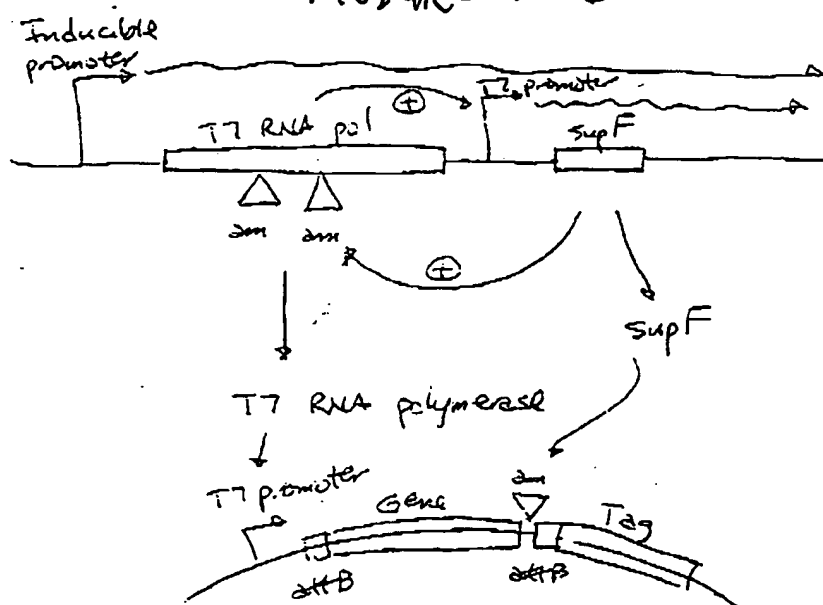 Inducible
promoter
T7 promoter
⊕
T7 RNA pol
supF
am am
⊕
supF
T7 RNA polymerase
T7 promoter
Gene
am
Tag
attB
attB